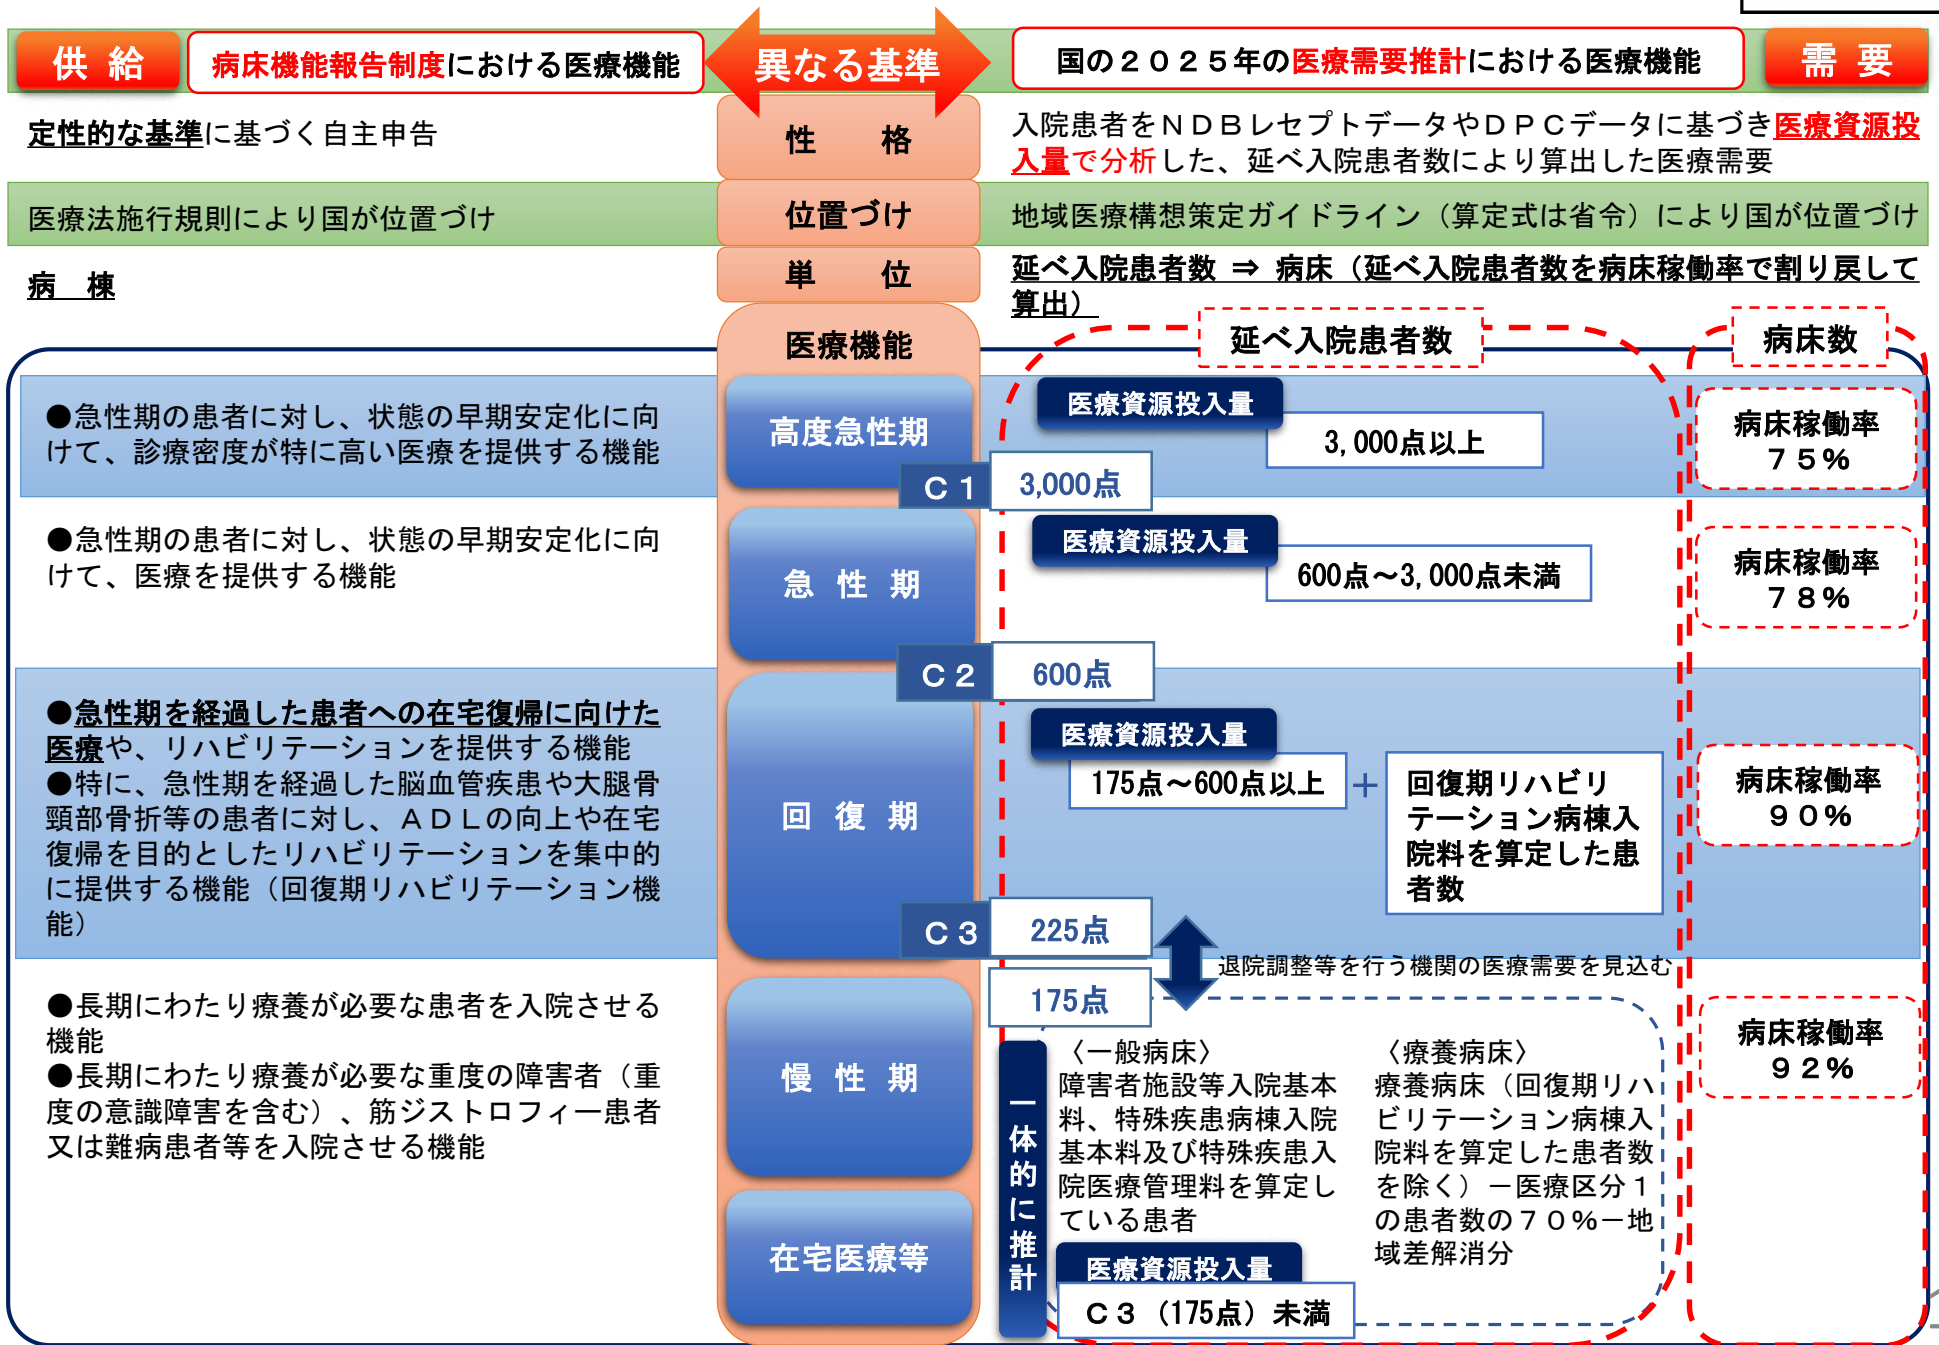 供 給
病床機能報告制度における医療機能
異なる基準
国の２０２５年の医療需要推計における医療機能
需 要
定性的な基準に基づく自主申告
性　格
入院患者をＮＤＢレセプトデータやＤＰＣデータに基づき医療資源投
入量で分析した、延べ入院患者数により算出した医療需要
医療法施行規則により国が位置づけ
位置づけ
地域医療構想策定ガイドライン（算定式は省令）により国が位置づけ
病　棟
単　位
延べ入院患者数 ⇒ 病床（延べ入院患者数を病床稼働率で割り戻して
算出）
医療機能
延べ入院患者数
病床数
●急性期の患者に対し、状態の早期安定化に向
けて、診療密度が特に高い医療を提供する機能
高度急性期
医療資源投入量
3,000点以上
病床稼働率
７５%
Ｃ１
3,000点
●急性期の患者に対し、状態の早期安定化に向
けて、医療を提供する機能
急 性 期
医療資源投入量
600点～3,000点未満
病床稼働率
７８%
Ｃ２
600点
●急性期を経過した患者への在宅復帰に向けた
医療や、リハビリテーションを提供する機能
●特に、急性期を経過した脳血管疾患や大腿骨
頸部骨折等の患者に対し、ＡＤＬの向上や在宅
復帰を目的としたリハビリテーションを集中的
に提供する機能（回復期リハビリテーション機
能）
回 復 期
医療資源投入量
175点～600点以上
＋
回復期リハビリ
テーション病棟入
院料を算定した患
者数
病床稼働率
９０%
Ｃ３
225点
175点
退院調整等を行う機関の医療需要を見込む
●長期にわたり療養が必要な患者を入院させる
機能
●長期にわたり療養が必要な重度の障害者（重
度の意識障害を含む）、筋ジストロフィー患者
又は難病患者等を入院させる機能
慢 性 期
在宅医療等
一体的に推計
〈一般病床〉
障害者施設等入院基本
料、特殊疾患病棟入院
基本料及び特殊疾患入
院医療管理料を算定し
ている患者
〈療養病床〉
療養病床（回復期リハ
ビリテーション病棟入
院料を算定した患者数
を除く）－医療区分１
の患者数の７０%－地
域差解消分
医療資源投入量
Ｃ３（175点）未満
病床稼働率
９２%